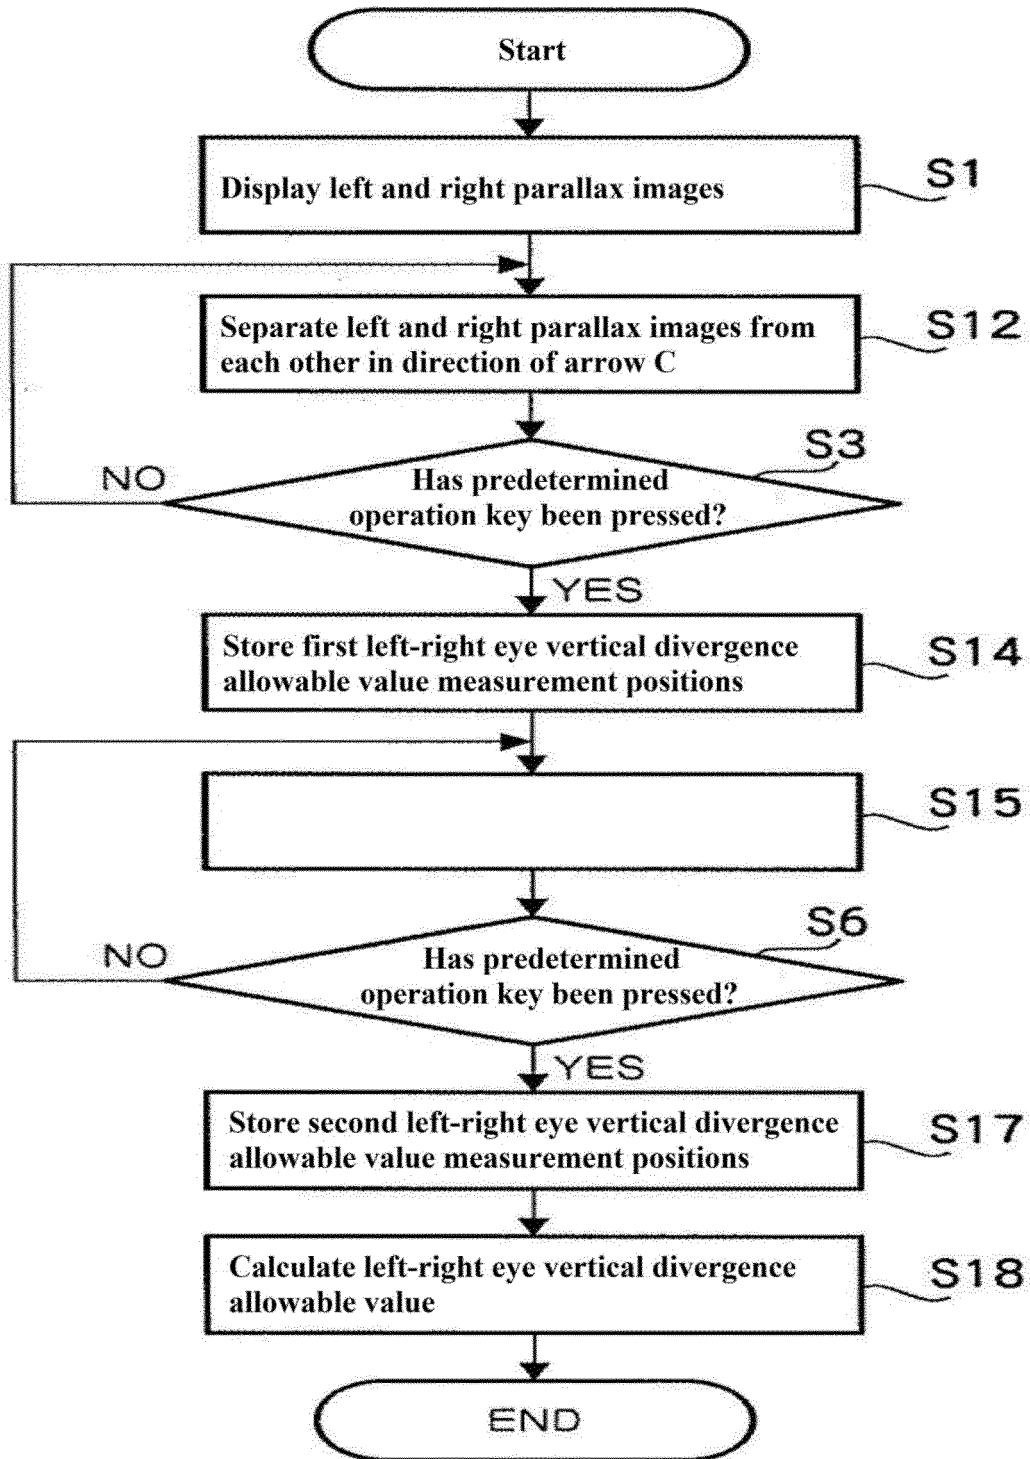 Start
Display left and right parallax images
S1
Separate left and right parallax images from
each other in direction of arrow C
S12
Has predetermined
operation key been pressed?
S3
NO
YES
Store first left-right eye vertical divergence
allowable value measurement positions
S14
S15
Has predetermined
operation key been pressed?
S6
NO
YES
Store second left-right eye vertical divergence
allowable value measurement positions
S17
Calculate left-right eye vertical divergence
allowable value
S18
END